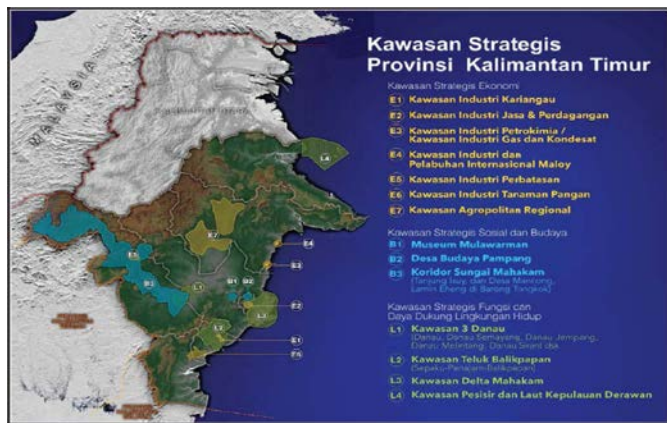 Kawasan Strategis
Provinsi Kalimantan Timur
Kawasan Strategis Ekonomi
E1 Kawasan Industri Kariangau
E2 Kawasan Industri Jasa & Perdagangan
E3 Kawasan Industri Petrokimia /
Kawasan Industri Gas dan Kondesat
E4 Kawasan Industri dan
Pelabuhan Internasional Maloy
E5 Kawasan Industri Perbatasan
E6 Kawasan Industri Tanaman Pangan
E7 Kawasan Agropolitan Regional
Kawasan Strategis Sosial dan Budaya
B1 Museum Mulawarman
B2 Desa Budaya Pampang
B3 Koridor Sungai Mahakam
Kawasan Strategis Fungsi dan
Daya Dukung Lingkungan Hidup
L1 Kawasan 3 Danau
L2 Kawasan Teluk Balikpapan
(Sepaku-Penajam-Balikpapan)
L3 Kawasan Delta Mahakam
L4 Kawasan Pesisir dan Laut Kepulauan Derawan
MALAYSIA
L4
E7
E4
E3
E5
B3
L1
B1 B2
E2
L3
L2
E1